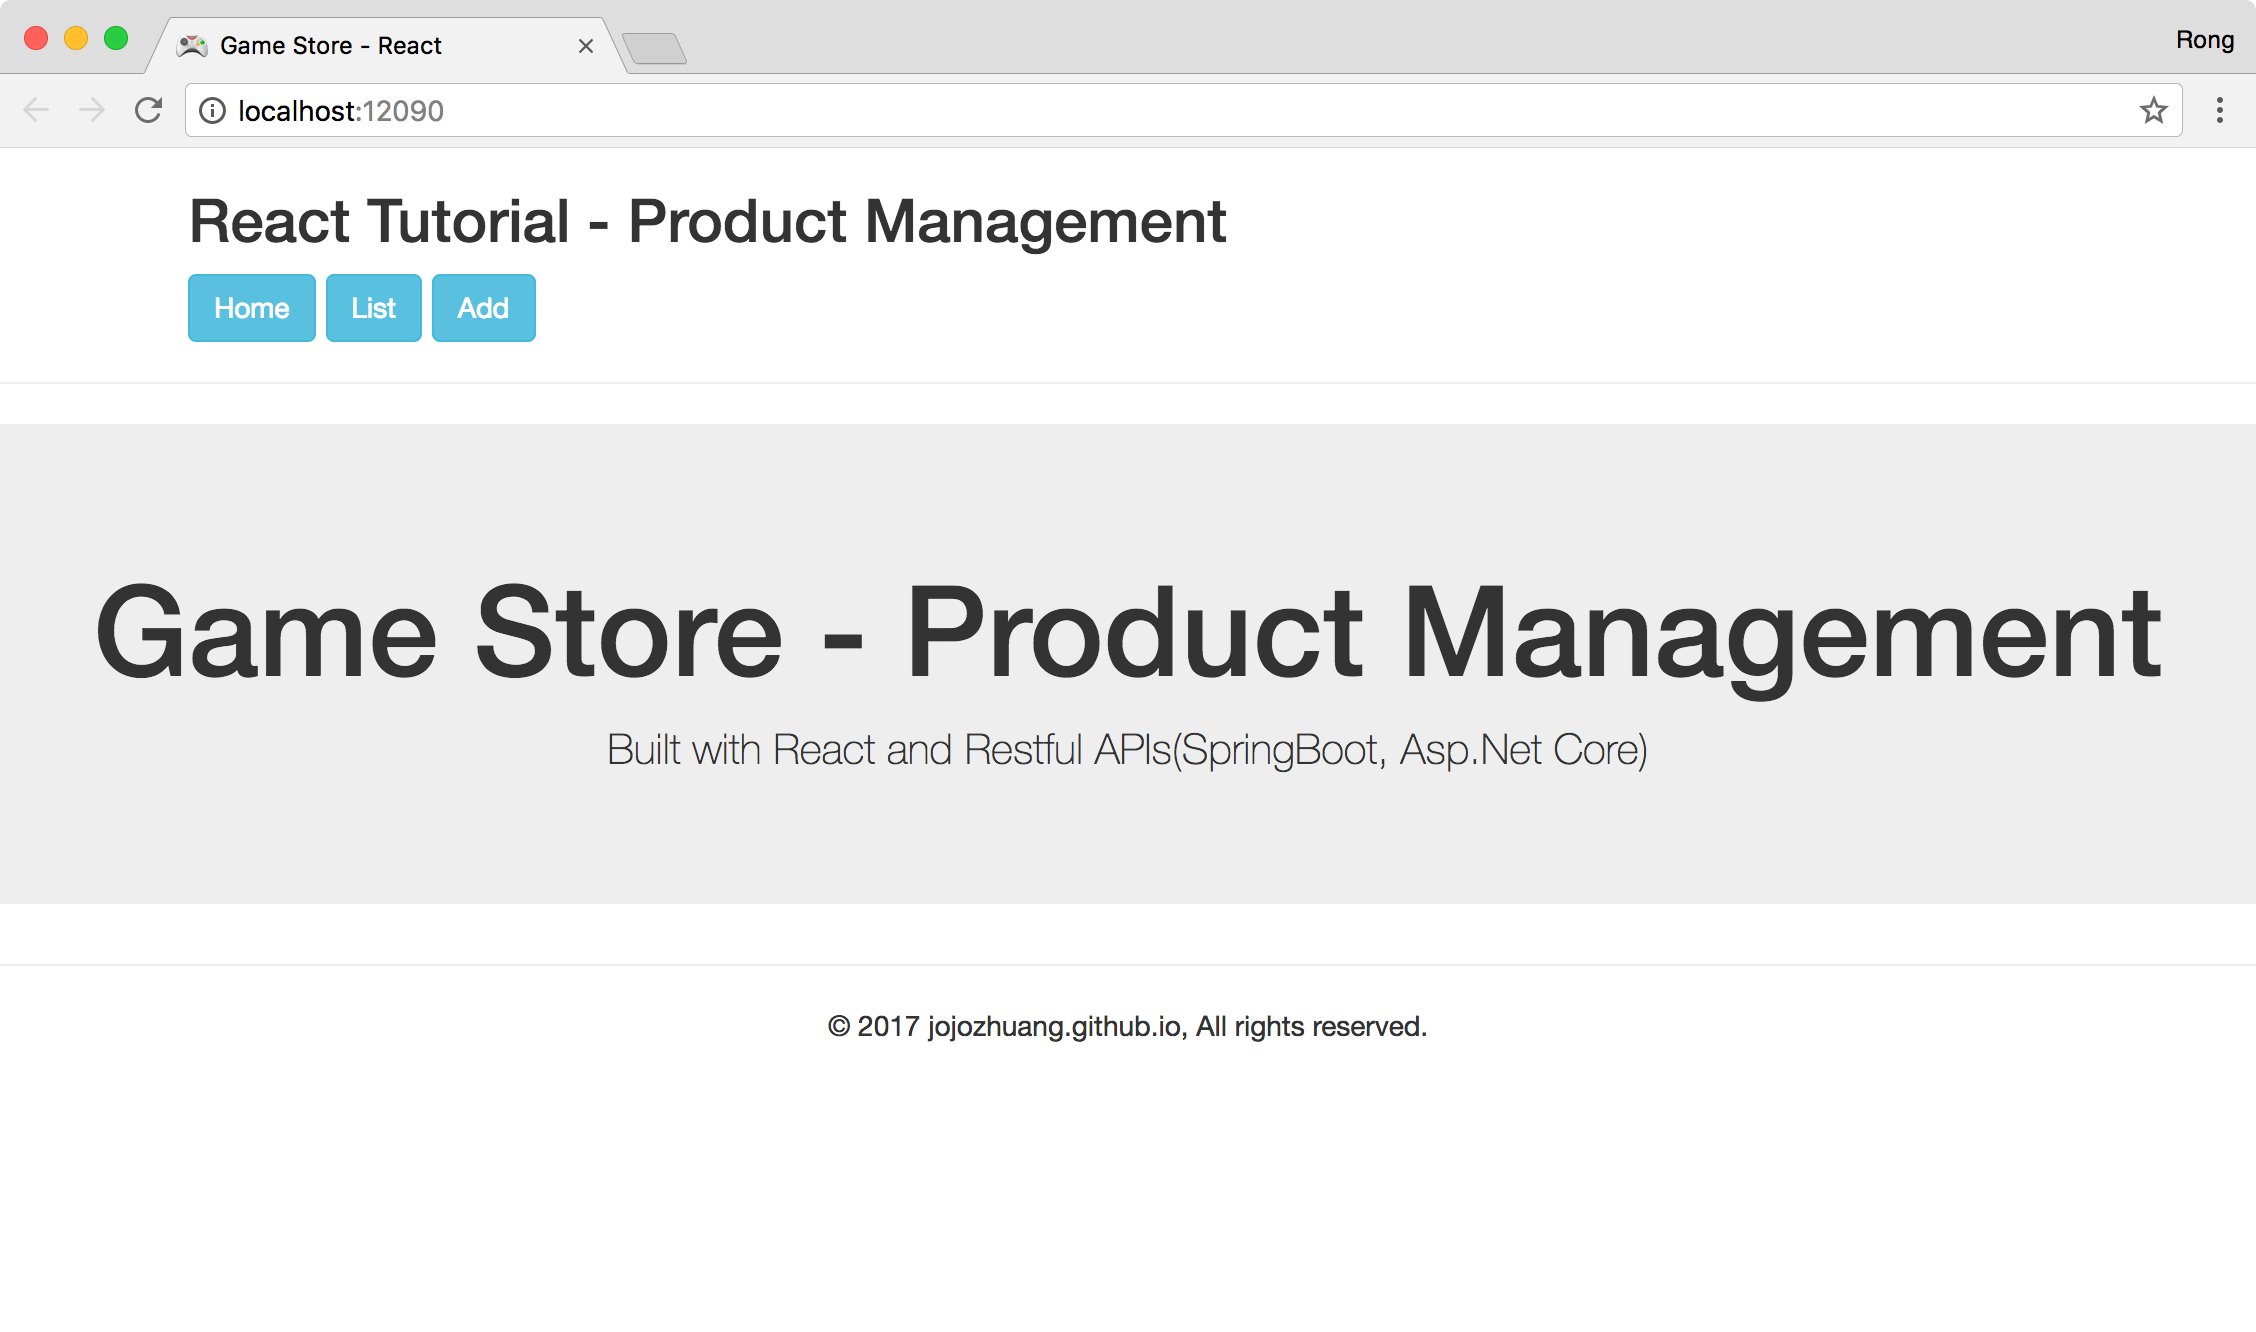 Game Store - React
Rong
localhost:12090
React Tutorial - Product Management
Home List Add
Game Store - Product Management
Built with React and Restful APIs(SpringBoot, Asp.Net Core)
© 2017 jojozhuang.github.io, All rights reserved.